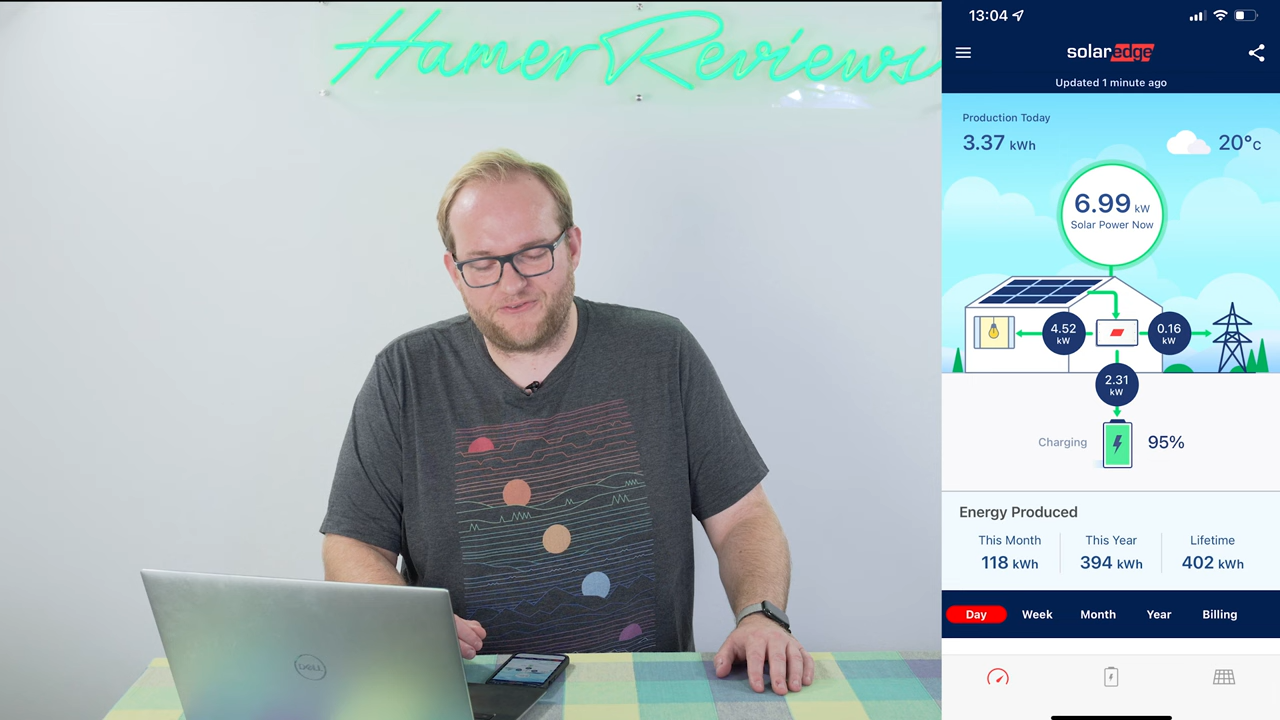 Hamer Reviews
DELL
13:04
solaredge
Updated 1 minute ago
Production Today
3.37 kWh
20°C
6.99 kW
Solar Power Now
4.52
kW
0.16
kW
2.31
kW
Charging
95%
Energy Produced
This Month
This Year
Lifetime
118 kWh
394 kWh
402 kWh
Day
Week
Month
Year
Billing